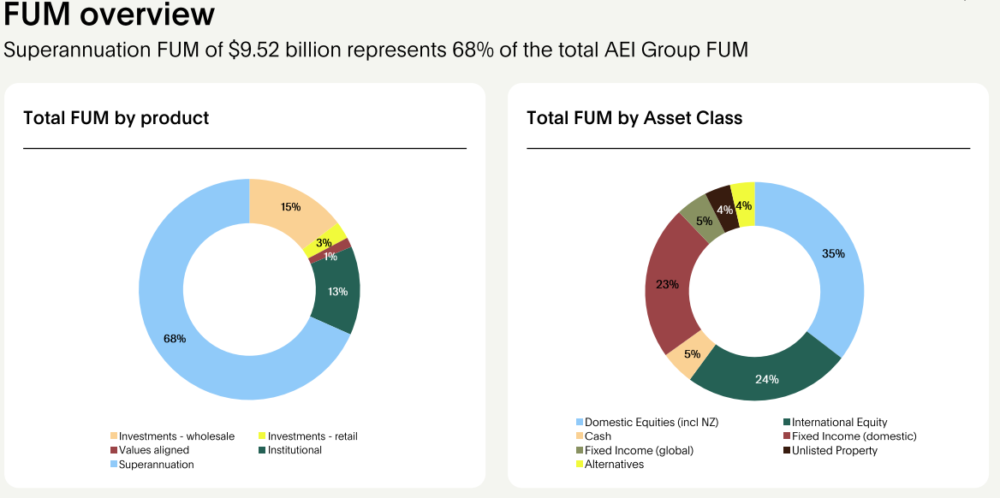 FUM overview
Superannuation FUM of $9.52 billion represents 68% of the total AEI Group FUM
Total FUM by product
15%
3%
1%
13%
68%
Investments - wholesale
Investments - retail
Values aligned
Institutional
Superannuation
Total FUM by Asset Class
4%
4%
5%
35%
23%
5%
24%
Domestic Equities (incl NZ)
International Equity
Cash
Fixed Income (domestic)
Fixed Income (global)
Unlisted Property
Alternatives